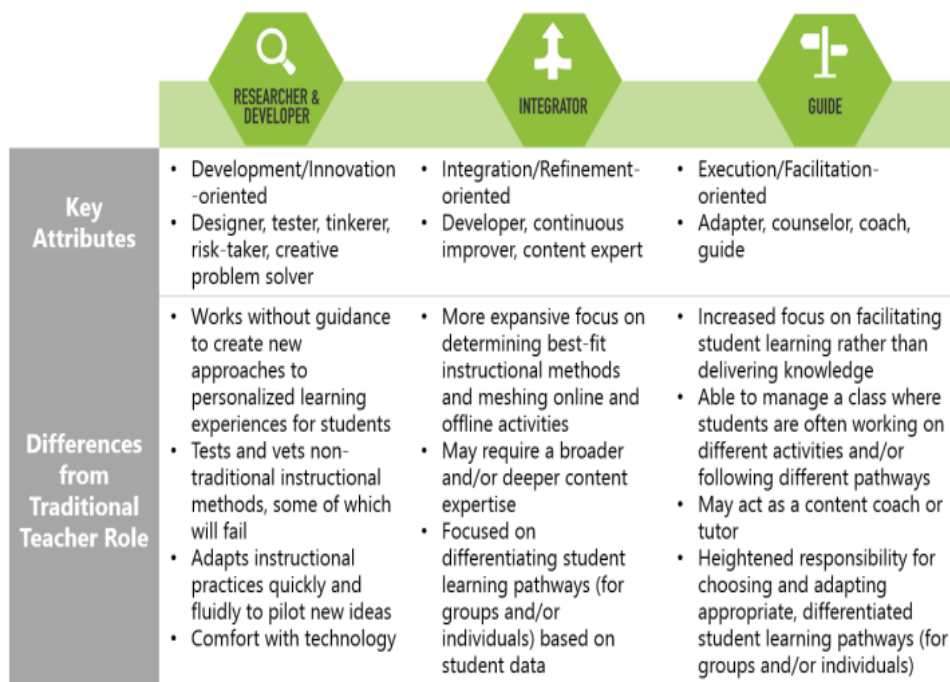 RESEARCHER &
DEVELOPER
INTEGRATOR
GUIDE
Key
Attributes
• Development/Innovation
-oriented
• Designer, tester, tinkerer,
risk-taker, creative
problem solver
• Integration/Refinement-
oriented
• Developer, continuous
improver, content expert
• Execution/Facilitation-
oriented
• Adapter, counselor, coach,
guide
Differences
from
Traditional
Teacher Role
• Works without guidance
to create new
approaches to
personalized learning
experiences for students
• Tests and vets non-
traditional instructional
methods, some of which
will fail
• Adapts instructional
practices quickly and
fluidly to pilot new ideas
• Comfort with technology
• More expansive focus on
determining best-fit
instructional methods
and meshing online and
offline activities
• May require a broader
and/or deeper content
expertise
• Focused on
differentiating student
learning pathways (for
groups and/or
individuals) based on
student data
• Increased focus on facilitating
student learning rather than
delivering knowledge
• Able to manage a class where
students are often working on
different activities and/or
following different pathways
• May act as a content coach or
tutor
• Heightened responsibility for
choosing and adapting
appropriate, differentiated
student learning pathways (for
groups and/or individuals)